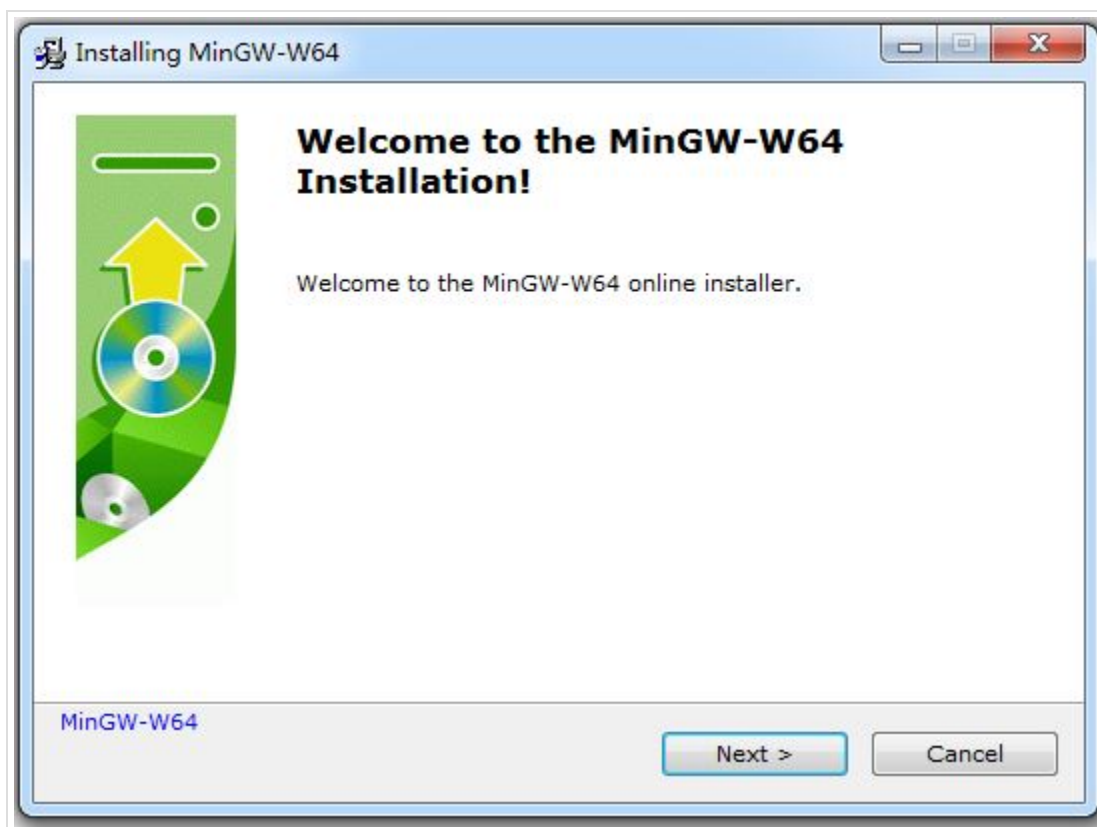 Installing MinGW-W64
Welcome to the MinGW-W64
Installation!
Welcome to the MinGW-W64 online installer.
MinGW-W64
Next >
Cancel